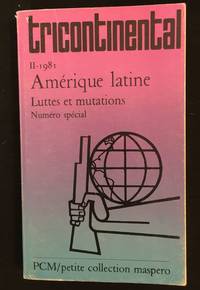 tricontinental
II-1981
Amérique latine
Luttes et mutations
Numéro spécial
PCM/petite collection maspero